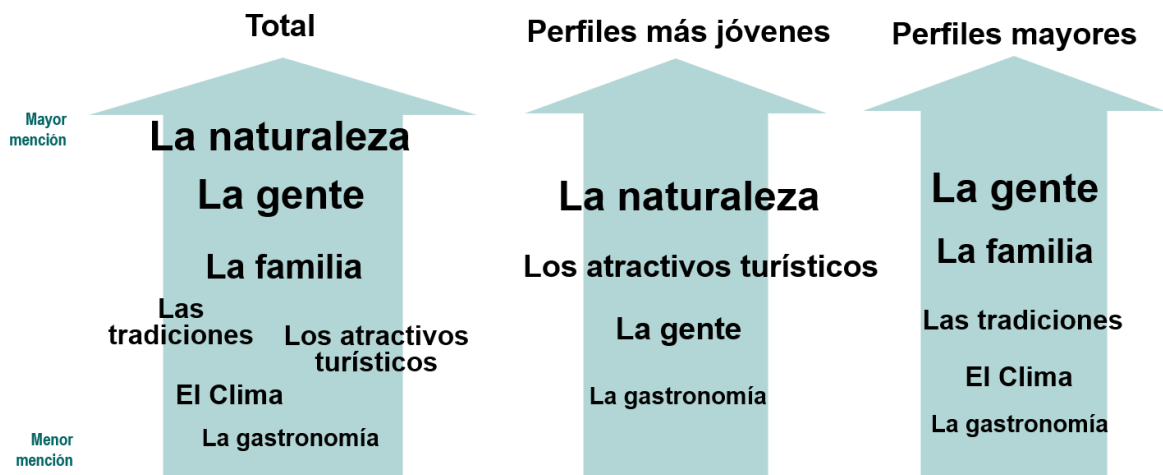 Total
Mayor
mención
La naturaleza
La gente
La familia
Las
tradiciones
Los atractivos
turísticos
El Clima
La gastronomía
Menor
mención
Perfiles más jóvenes
La naturaleza
Los atractivos turísticos
La gente
La gastronomía
Perfiles mayores
La gente
La familia
Las tradiciones
El Clima
La gastronomía